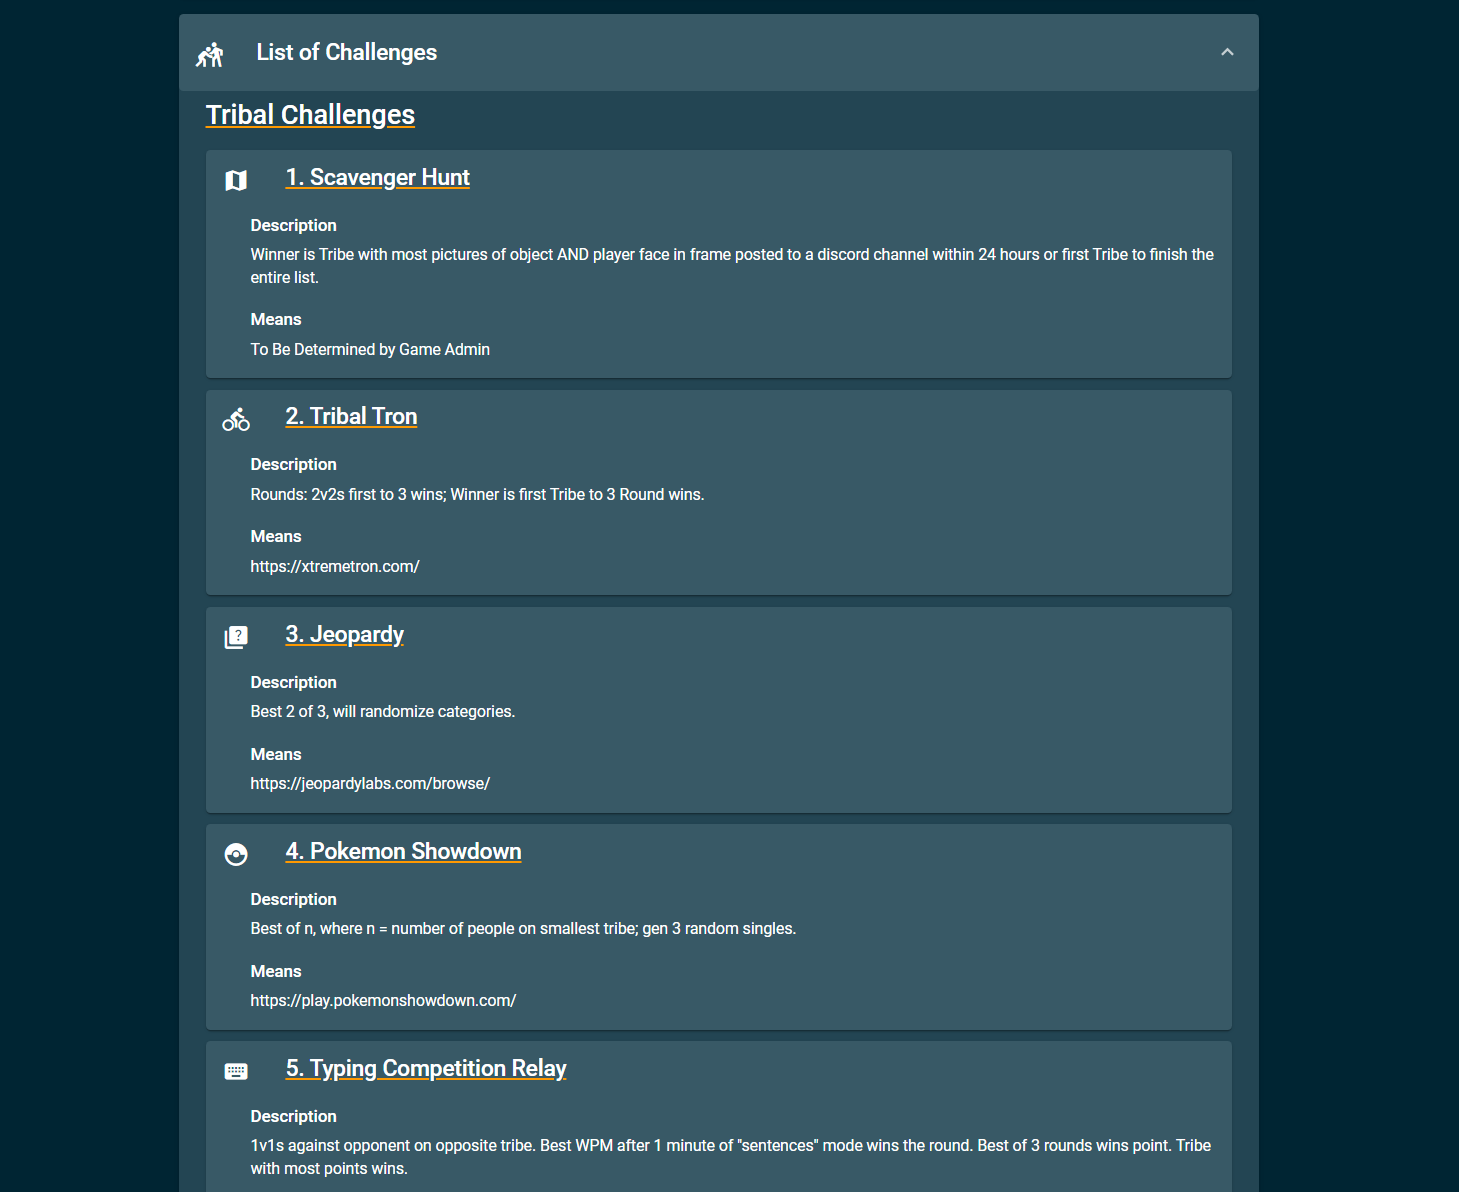 List of Challenges
Tribal Challenges
1. Scavenger Hunt
Description
Winner is Tribe with most pictures of object AND player face in frame posted to a discord channel within 24 hours or first Tribe to finish the
entire list.
Means
To Be Determined by Game Admin
2. Tribal Tron
Description
Rounds: 2v2s first to 3 wins; Winner is first Tribe to 3 Round wins.
Means
https://xtremetron.com/
?
3. Jeopardy
Description
Best 2 of 3, will randomize categories.
Means
https://jeopardylabs.com/browse/
4. Pokemon Showdown
Description
Best of n, where n = number of people on smallest tribe; gen 3 random singles.
Means
https://play.pokemonshowdown.com/
5. Typing Competition Relay
Description
1v1s against opponent on opposite tribe. Best WPM after 1 minute of "sentences" mode wins the round. Best of 3 rounds wins point. Tribe
with most points wins.